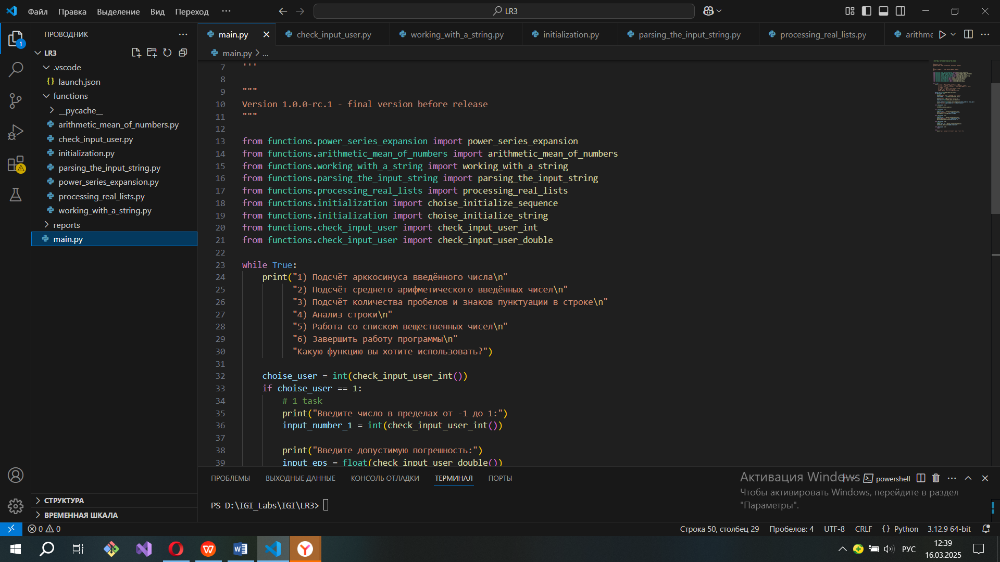 Файл Правка Выделение Вид Переход ··· LR3
ПРОВОДНИК
LR3
.vscode
launch.json
functions
__pycache__
arithmetic_mean_of_numbers.py
check_input_user.py
initialization.py
parsing_the_input_string.py
power_series_expansion.py
processing_real_lists.py
working_with_a_string.py
reports
main.py
СТРУКТУРА
ВРЕМЕННАЯ ШКАЛА
main.py check_input_user.py working_with_a_string.py initialization.py parsing_the_input_string.py processing_real_lists.py arithme
main.py > ...
7 '''
8
9 """
10 Version 1.0.0-rc.1 - final version before release
11 """
12
13 from functions.power_series_expansion import power_series_expansion
14 from functions.arithmetic_mean_of_numbers import arithmetic_mean_of_numbers
15 from functions.working_with_a_string import working_with_a_string
16 from functions.parsing_the_input_string import parsing_the_input_string
17 from functions.processing_real_lists import processing_real_lists
18 from functions.initialization import choise_initialize_sequence
19 from functions.initialization import choise_initialize_string
20 from functions.check_input_user import check_input_user_int
21 from functions.check_input_user import check_input_user_double
22
23 while True:
24 print("1) Подсчёт арккосинуса введённого числа\n"
25 "2) Подсчёт среднего арифметического введённых чисел\n"
26 "3) Подсчёт количества пробелов и знаков пунктуации в строке\n"
27 "4) Анализ строки\n"
28 "5) Работа со списком вещественных чисел\n"
29 "6) Завершить работу программы\n"
30 "Какую функцию вы хотите использовать?")
31
32 choise_user = int(check_input_user_int())
33 if choise_user == 1:
34 # 1 task
35 print("Введите число в пределах от -1 до 1:")
36 input_number_1 = int(check_input_user_int())
37
38 print("Введите допустимую погрешность:")
39 input_eps = float(check_input_user_double())
ПРОБЛЕМЫ ВЫХОДНЫЕ ДАННЫЕ КОНСОЛЬ ОТЛАДКИ ТЕРМИНАЛ ПОРТЫ powershell
PS D:\IGI_Labs\IGI\LR3>
Активация Windows
Чтобы активировать Windows, перейдите в раздел
"Параметры".
0 0 Строка 50, столбец 29 Пробелов: 4 UTF-8 CRLF {} Python 3.12.9 64-bit
РУС 12:39
16.03.2025